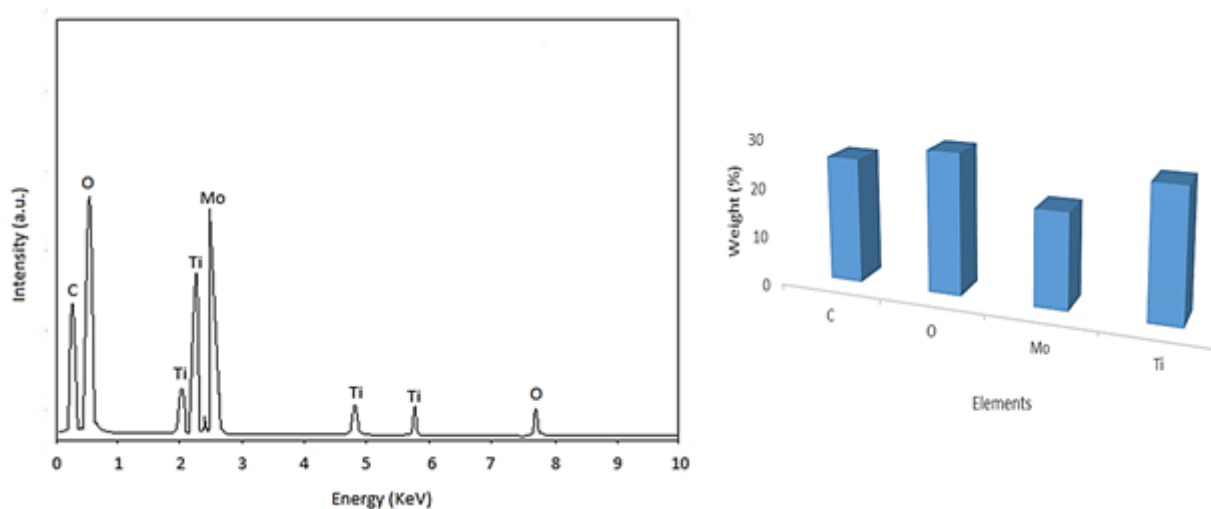 Intensity (a.u.)
C
O
Ti
Ti
Mo
Ti
Ti
O
0 1 2 3 4 5 6 7 8 9 10
Energy (KeV)
Weight (%)
30
20
10
0
C
O
Mo
Ti
Elements